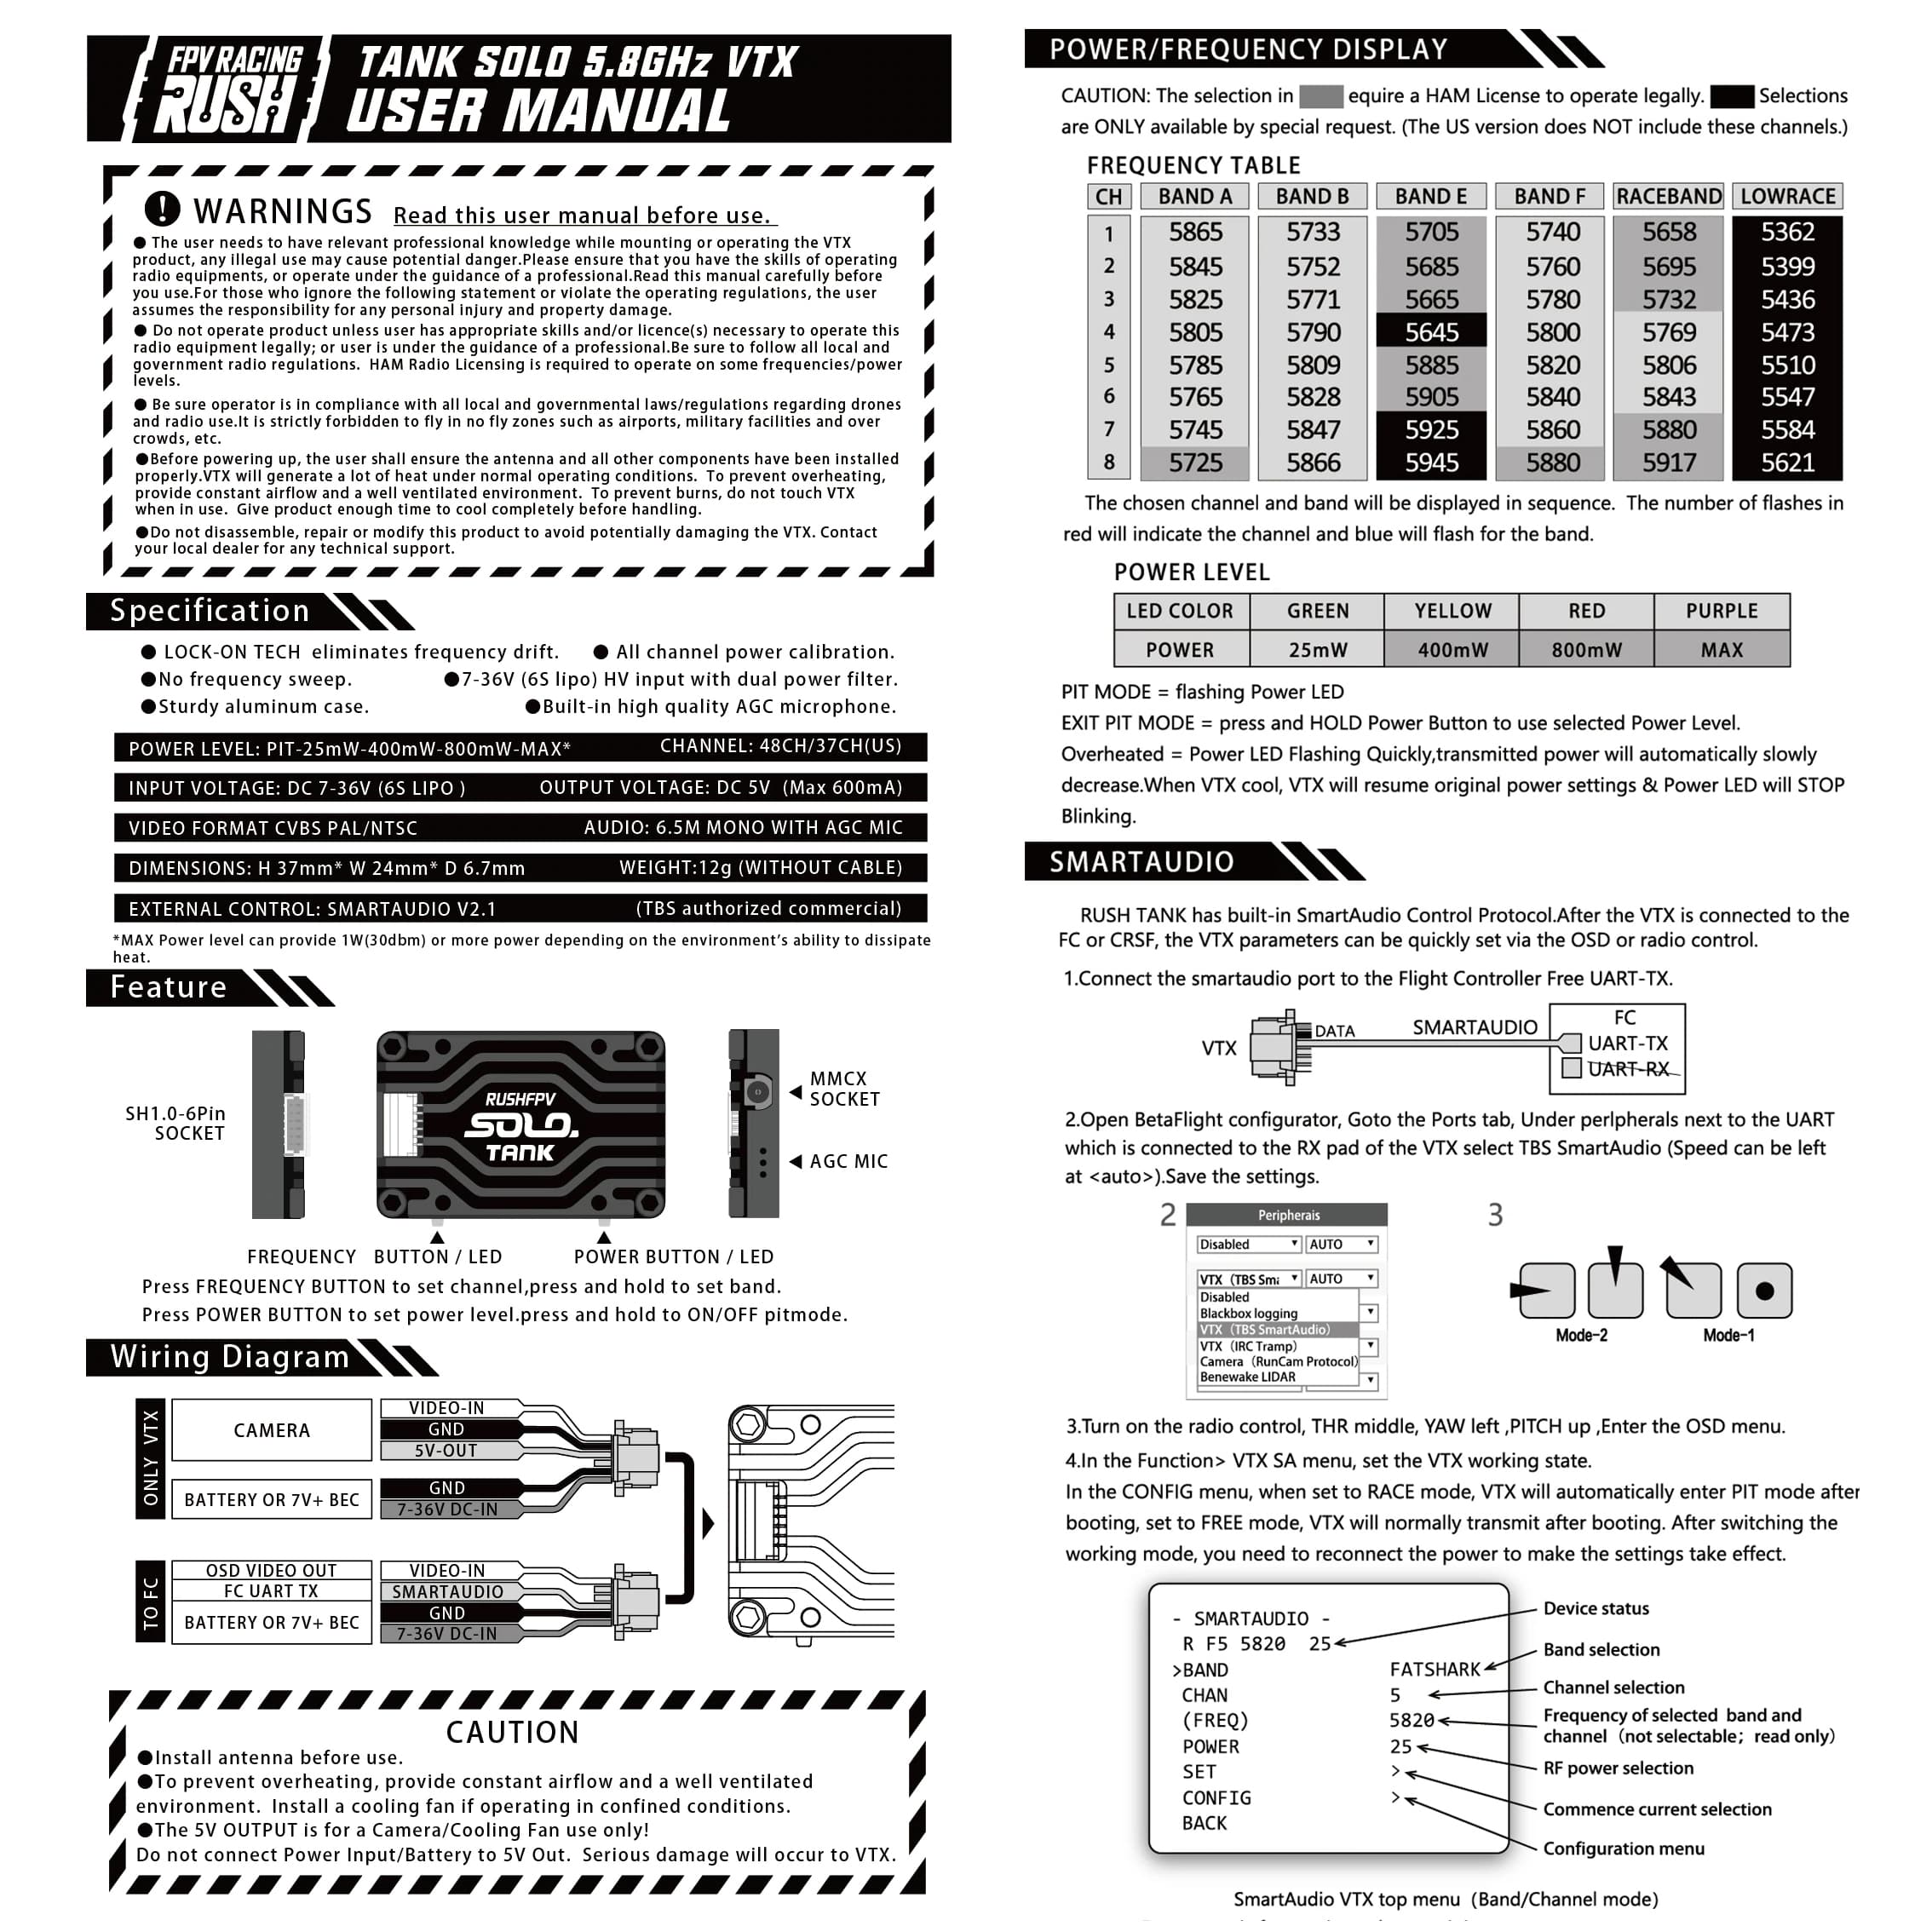 FPV RACING
RUSH
TANK SOLO 5.8GHz VTX
USER MANUAL
! WARNINGS Read this user manual before use.
● The user needs to have relevant professional knowledge while mounting or operating the VTX
product, any illegal use may cause potential danger.Please ensure that you have the skills of operating
radio equipments, or operate under the guidance of a professional.Read this manual carefully before
you use.For those who ignore the following statement or violate the operating regulations, the user
assumes the responsibility for any personal injury and property damage.
● Do not operate product unless user has appropriate skills and/or licence(s) necessary to operate this
radio equipment legally; or user is under the guidance of a professional.Be sure to follow all local and
government radio regulations. HAM Radio Licensing is required to operate on some frequencies/power
levels.
● Be sure operator is in compliance with all local and governmental laws/regulations regarding drones
and radio use.It is strictly forbidden to fly in no fly zones such as airports, military facilities and over
crowds, etc.
●Before powering up, the user shall ensure the antenna and all other components have been installed
properly.VTX will generate a lot of heat under normal operating conditions. To prevent overheating,
provide constant airflow and a well ventilated environment. To prevent burns, do not touch VTX
when in use. Give product enough time to cool completely before handling.
●Do not disassemble, repair or modify this product to avoid potentially damaging the VTX. Contact
your local dealer for any technical support.
Specification
● LOCK-ON TECH eliminates frequency drift. ● All channel power calibration.
●No frequency sweep. ●7-36V (6S lipo) HV input with dual power filter.
●Sturdy aluminum case. ●Built-in high quality AGC microphone.
POWER LEVEL: PIT-25mW-400mW-800mW-MAX* CHANNEL: 48CH/37CH(US)
INPUT VOLTAGE: DC 7-36V (6S LIPO ) OUTPUT VOLTAGE: DC 5V (Max 600mA)
VIDEO FORMAT CVBS PAL/NTSC AUDIO: 6.5M MONO WITH AGC MIC
DIMENSIONS: H 37mm* W 24mm* D 6.7mm WEIGHT:12g (WITHOUT CABLE)
EXTERNAL CONTROL: SMARTAUDIO V2.1 (TBS authorized commercial)
*MAX Power level can provide 1W(30dbm) or more power depending on the environment's ability to dissipate
heat.
Feature
SH1.0-6Pin
SOCKET
RUSHFPV
SOLO.
TANK
MMCX
SOCKET
AGC MIC
FREQUENCY BUTTON / LED POWER BUTTON / LED
Press FREQUENCY BUTTON to set channel,press and hold to set band.
Press POWER BUTTON to set power level.press and hold to ON/OFF pitmode.
Wiring Diagram
ONLY VTX
CAMERA
VIDEO-IN
GND
5V-OUT
BATTERY OR 7V+ BEC
GND
7-36V DC-IN
TO FC
OSD VIDEO OUT VIDEO-IN
FC UART TX SMARTAUDIO
BATTERY OR 7V+ BEC
GND
7-36V DC-IN
CAUTION
●Install antenna before use.
●To prevent overheating, provide constant airflow and a well ventilated
environment. Install a cooling fan if operating in confined conditions.
●The 5V OUTPUT is for a Camera/Cooling Fan use only!
Do not connect Power Input/Battery to 5V Out. Serious damage will occur to VTX.
POWER/FREQUENCY DISPLAY
CAUTION: The selection in equire a HAM License to operate legally. Selections
are ONLY available by special request. (The US version does NOT include these channels.)
FREQUENCY TABLE
CH BAND A BAND B BAND E BAND F RACEBAND LOWRACE
1 5865 5733 5705 5740 5658 5362
2 5845 5752 5685 5760 5695 5399
3 5825 5771 5665 5780 5732 5436
4 5805 5790 5645 5800 5769 5473
5 5785 5809 5885 5820 5806 5510
6 5765 5828 5905 5840 5843 5547
7 5745 5847 5925 5860 5880 5584
8 5725 5866 5945 5880 5917 5621
The chosen channel and band will be displayed in sequence. The number of flashes in
red will indicate the channel and blue will flash for the band.
POWER LEVEL
LED COLOR GREEN YELLOW RED PURPLE
POWER 25mW 400mW 800mW MAX
PIT MODE = flashing Power LED
EXIT PIT MODE = press and HOLD Power Button to use selected Power Level.
Overheated = Power LED Flashing Quickly,transmitted power will automatically slowly
decrease.When VTX cool, VTX will resume original power settings & Power LED will STOP
Blinking.
SMARTAUDIO
RUSH TANK has built-in SmartAudio Control Protocol.After the VTX is connected to the
FC or CRSF, the VTX parameters can be quickly set via the OSD or radio control.
1.Connect the smartaudio port to the Flight Controller Free UART-TX.
VTX
DATA
SMARTAUDIO
FC
UART-TX
UART-RX
2.Open BetaFlight configurator, Goto the Ports tab, Under perlpherals next to the UART
which is connected to the RX pad of the VTX select TBS SmartAudio (Speed can be left
at <auto>).Save the settings.
2
Peripherais
Disabled AUTO
VTX (TBS Sma AUTO
Disabled
Blackbox logging
VTX (TBS SmartAudio)
VTX (IRC Tramp)
Camera (RunCam Protocol)
Benewake LIDAR
3
Mode-2 Mode-1
3.Turn on the radio control, THR middle, YAW left ,PITCH up ,Enter the OSD menu.
4.In the Function> VTX SA menu, set the VTX working state.
In the CONFIG menu, when set to RACE mode, VTX will automatically enter PIT mode after
booting, set to FREE mode, VTX will normally transmit after booting. After switching the
working mode, you need to reconnect the power to make the settings take effect.
- SMARTAUDIO -
R F5 5820 25
>BAND FATSHARK
CHAN 5
(FREQ) 5820
POWER 25
SET >
CONFIG >
BACK
Device status
Band selection
Channel selection
Frequency of selected band and
channel (not selectable; read only)
RF power selection
Commence current selection
Configuration menu
SmartAudio VTX top menu (Band/Channel mode)